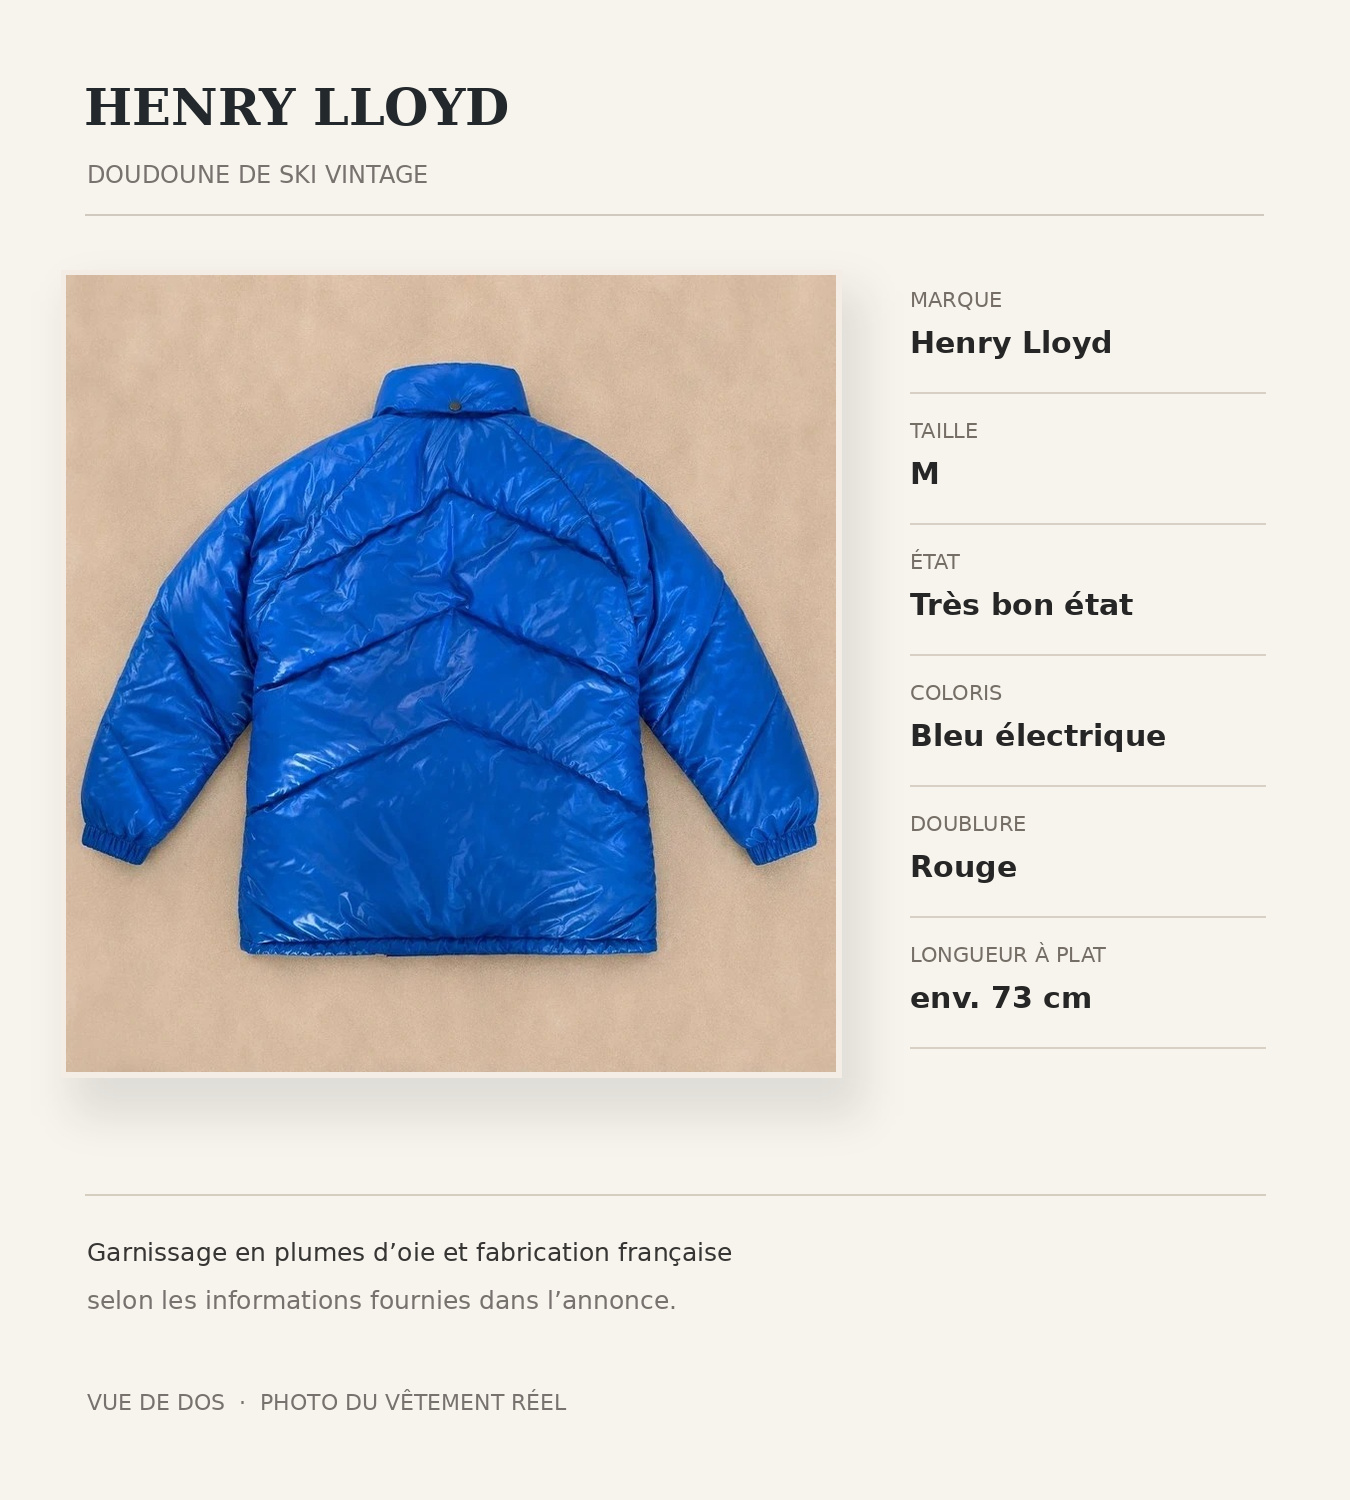 HENRY LLOYD
DOUDOUNE DE SKI VINTAGE
MARQUE
Henry Lloyd
TAILLE
M
ÉTAT
Très bon état
COLORIS
Bleu électrique
DOUBLURE
Rouge
LONGUEUR À PLAT
env. 73 cm
Garnissage en plumes d’oie et fabrication française
selon les informations fournies dans l’annonce.
VUE DE DOS · PHOTO DU VÊTEMENT RÉEL